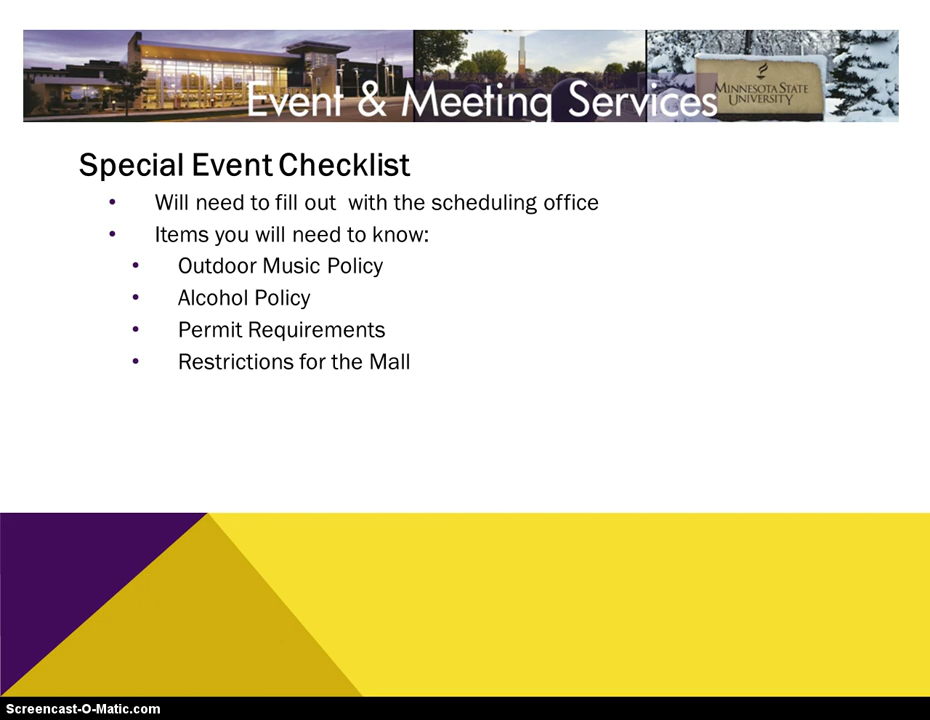 Event & Meeting Services
MINNESOTA STATE
UNIVERSITY
Special Event Checklist
• Will need to fill out  with the scheduling office
• Items you will need to know:
• Outdoor Music Policy
• Alcohol Policy
• Permit Requirements
• Restrictions for the Mall
Screencast-O-Matic.com